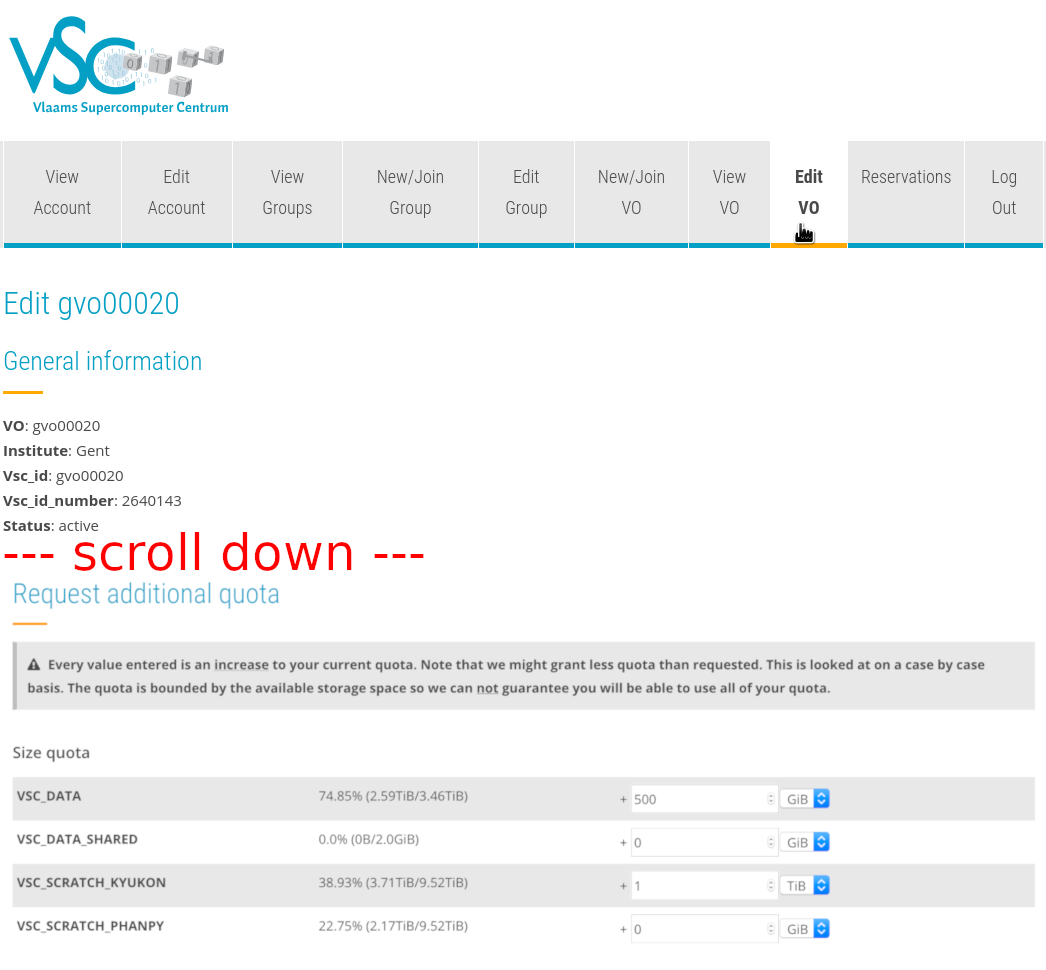 VSC
Vlaams Supercomputer Centrum
View Account
Edit Account
View Groups
New/Join Group
Edit Group
New/Join VO
View VO
Edit VO
Reservations
Log Out
Edit gvo00020
General information
VO: gvo00020
Institute: Gent
Vsc_id: gvo00020
Vsc_id_number: 2640143
Status: active
--- scroll down ---
Request additional quota
Every value entered is an increase to your current quota. Note that we might grant less quota than requested. This is looked at on a case by case
basis. The quota is bounded by the available storage space so we can not guarantee you will be able to use all of your quota.
Size quota
VSC_DATA 74.85% (2.59TiB/3.46TiB) + 500 GiB
VSC_DATA_SHARED 0.0% (0B/2.0GiB) + 0 GiB
VSC_SCRATCH_KYUKON 38.93% (3.71TiB/9.52TiB) + 1 TiB
VSC_SCRATCH_PHANPY 22.75% (2.17TiB/9.52TiB) + 0 GiB